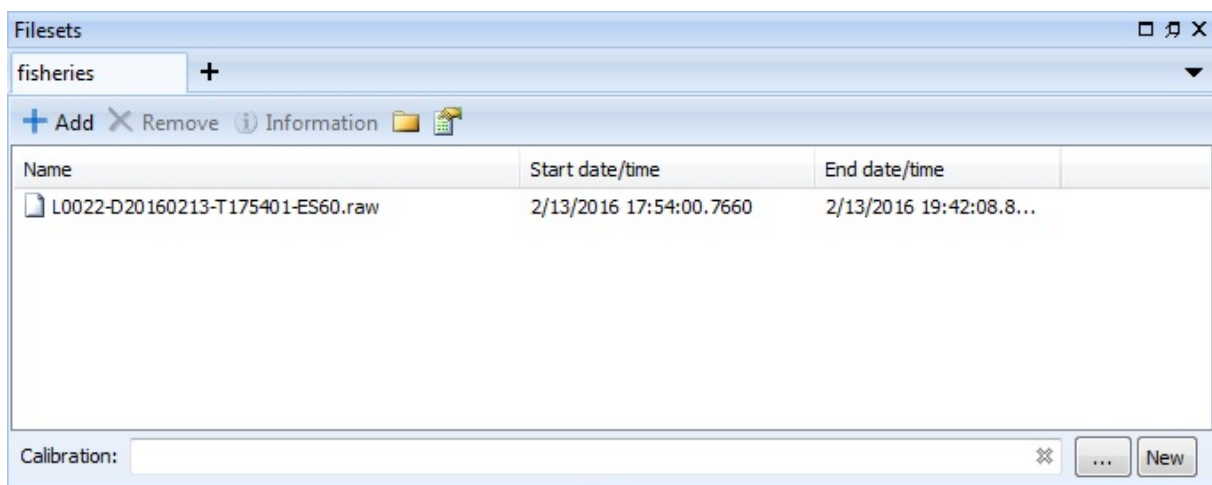 Filesets
fisheries
Add Remove Information
Name Start date/time End date/time
L0022-D20160213-T175401-ES60.raw 2/13/2016 17:54:00.7660 2/13/2016 19:42:08.8...
Calibration: ... New